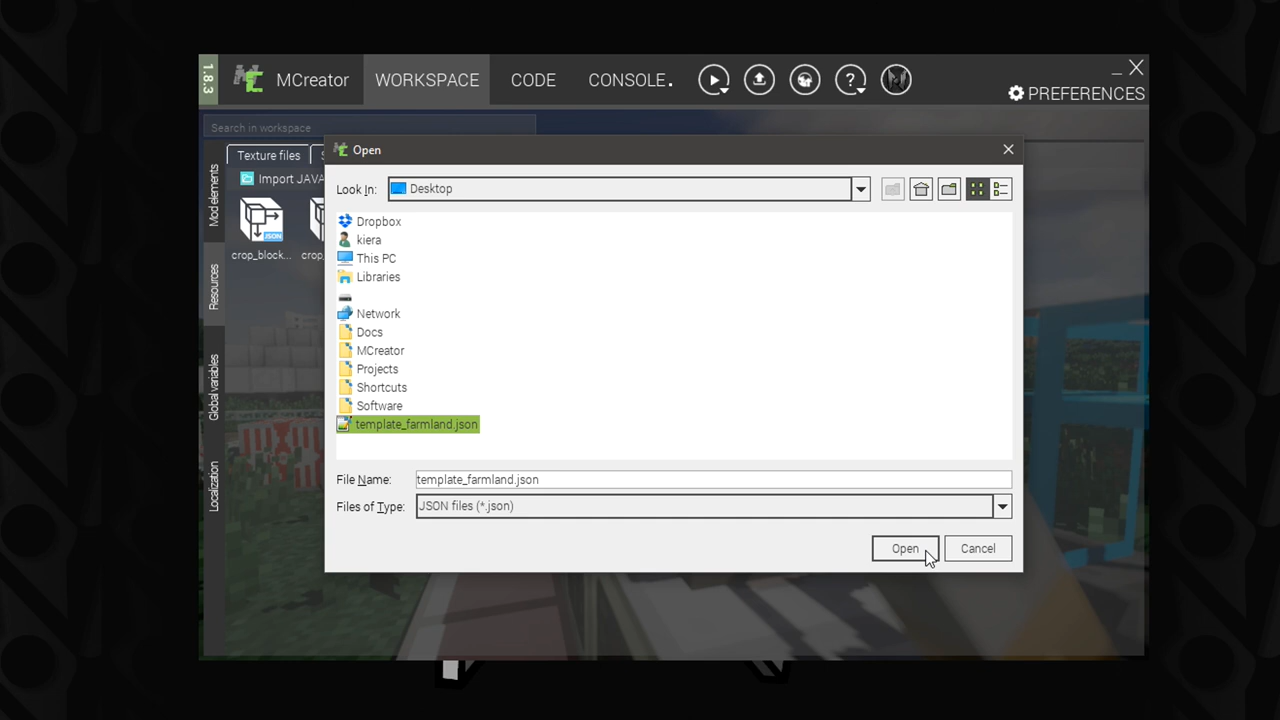 1.8.3
MCreator
WORKSPACE
CODE
CONSOLE.
PREFERENCES
Search in workspace
Texture files
Import JAVA
Mod elements
Resources
Global variables
Localization
crop_block...
crop_
Open
Look In:
Desktop
Dropbox
kiera
This PC
Libraries
Network
Docs
MCreator
Projects
Shortcuts
Software
template_farmland.json
File Name:
template_farmland.json
Files of Type:
JSON files (*.json)
Open
Cancel